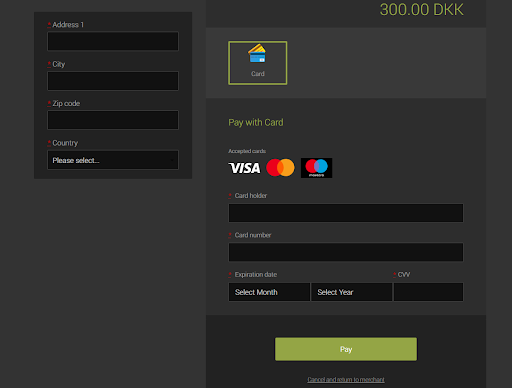 * Address 1
* City
* Zip code
* Country
Please select...
300.00 DKK
Card
Pay with Card
Accepted cards
VISA
maestro
* Card holder
* Card number
* Expiration date * CVV
Select Month Select Year
Pay
Cancel and return to merchant